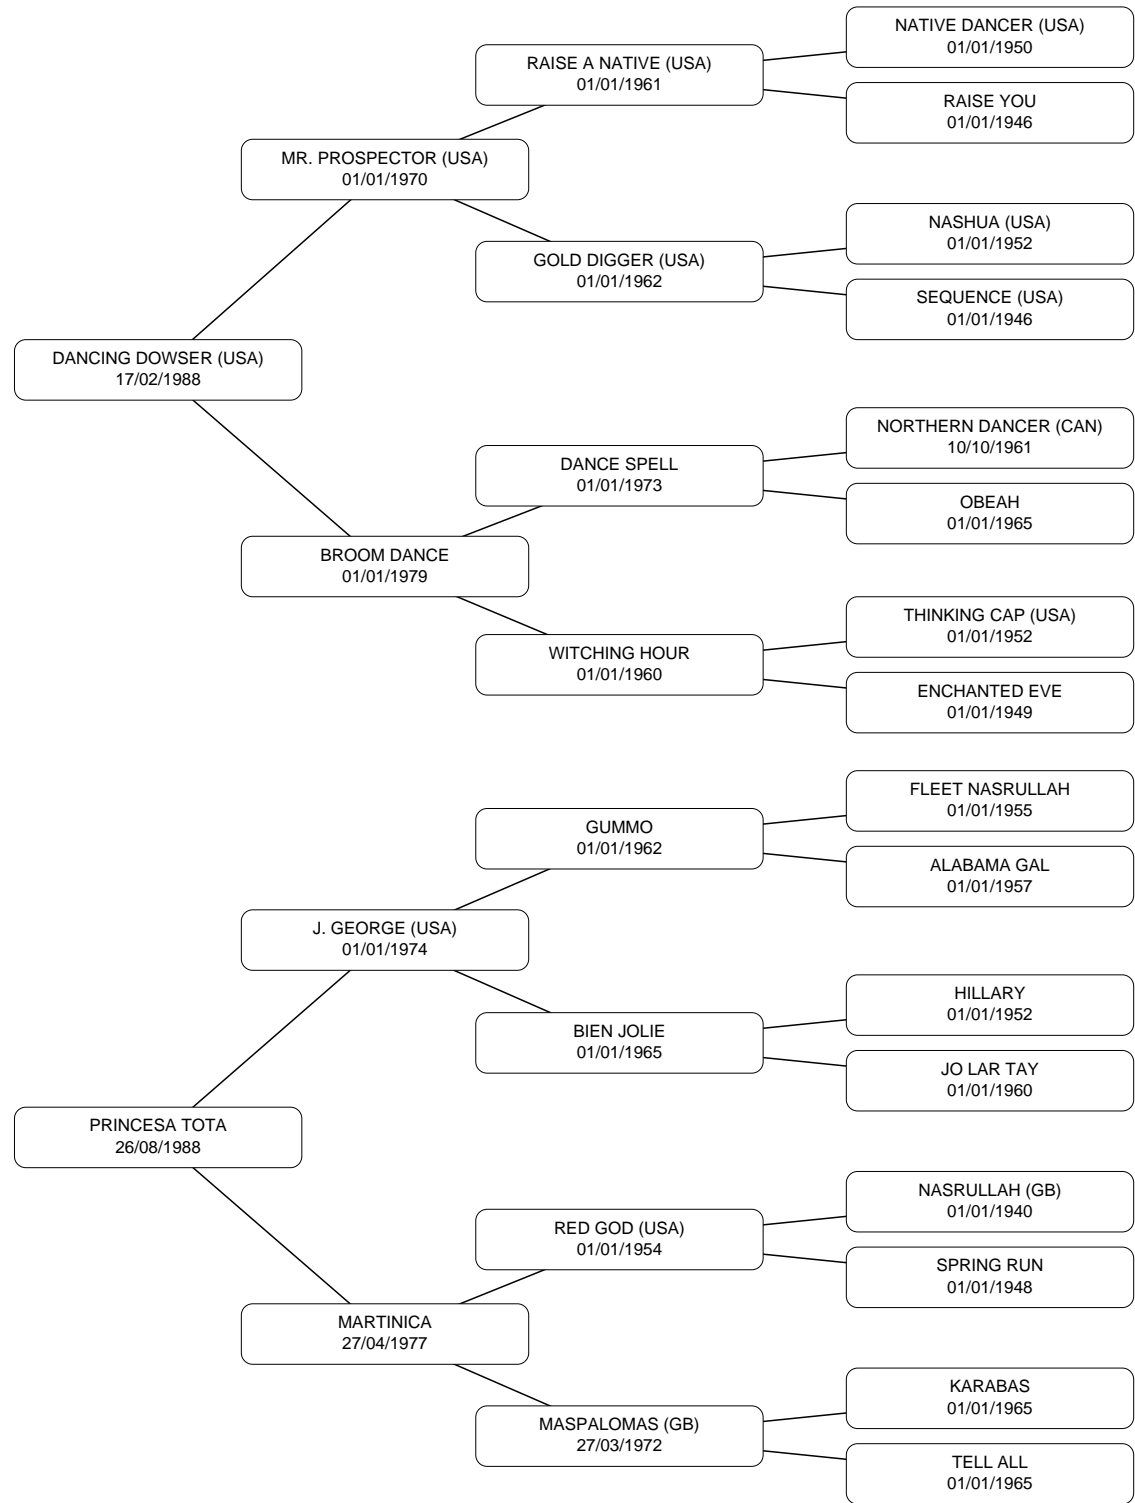 NATIVE DANCER (USA)
01/01/1950
RAISE A NATIVE (USA)
01/01/1961
RAISE YOU
01/01/1946
MR. PROSPECTOR (USA)
01/01/1970
NASHUA (USA)
01/01/1952
GOLD DIGGER (USA)
01/01/1962
SEQUENCE (USA)
01/01/1946
DANCING DOWSER (USA)
17/02/1988
NORTHERN DANCER (CAN)
10/10/1961
DANCE SPELL
01/01/1973
OBEAH
01/01/1965
BROOM DANCE
01/01/1979
THINKING CAP (USA)
01/01/1952
WITCHING HOUR
01/01/1960
ENCHANTED EVE
01/01/1949
FLEET NASRULLAH
01/01/1955
GUMMO
01/01/1962
ALABAMA GAL
01/01/1957
J. GEORGE (USA)
01/01/1974
HILLARY
01/01/1952
BIEN JOLIE
01/01/1965
JO LAR TAY
01/01/1960
PRINCESA TOTA
26/08/1988
NASRULLAH (GB)
01/01/1940
RED GOD (USA)
01/01/1954
SPRING RUN
01/01/1948
MARTINICA
27/04/1977
KARABAS
01/01/1965
MASPALOMAS (GB)
27/03/1972
TELL ALL
01/01/1965